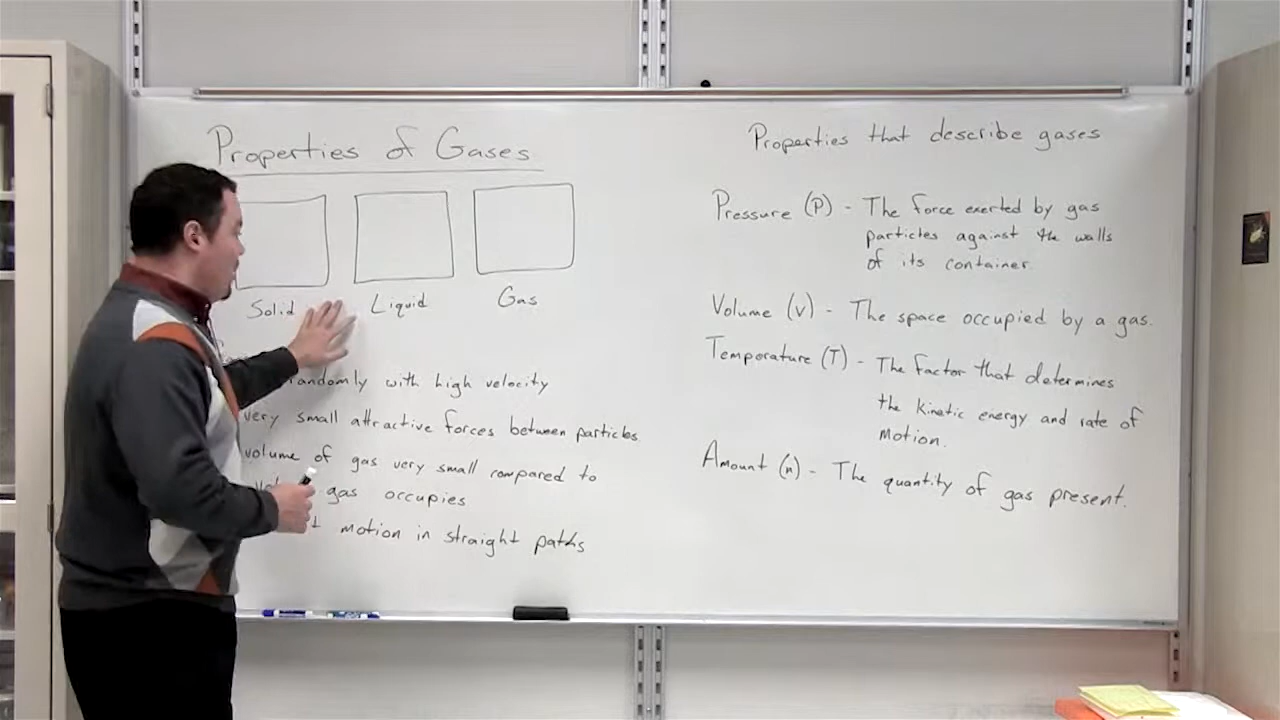 Properties of Gases
Solid
Liquid
Gas
randomly with high velocity
very small attractive forces between particles
volume of gas very small compared to
gas occupies
motion in straight paths
Properties that describe gases
Pressure (P) - The force exerted by gas
particles against the walls
of its container
Volume (V) - The space occupied by a gas.
Temperature (T) - The factor that determines
the kinetic energy and rate of
motion.
Amount (n) - The quantity of gas present.